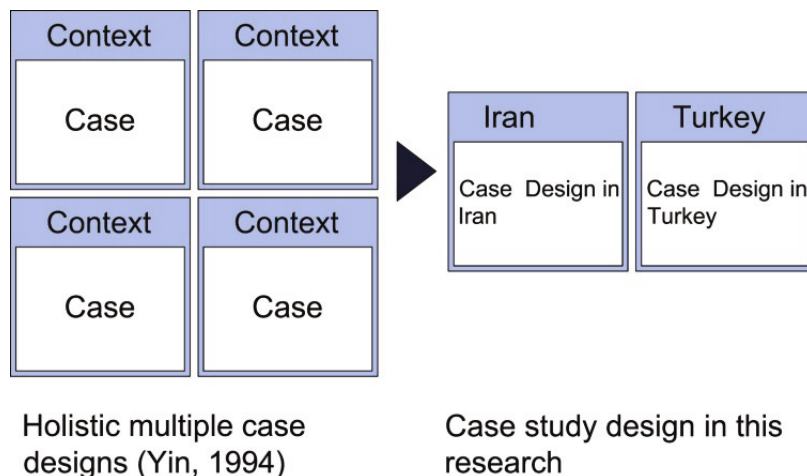 Context
Context
Case
Case
Context
Context
Case
Case
Iran
Turkey
Case Design in
Iran
Case Design in
Turkey
Holistic multiple case
designs (Yin, 1994)
Case study design in this
research